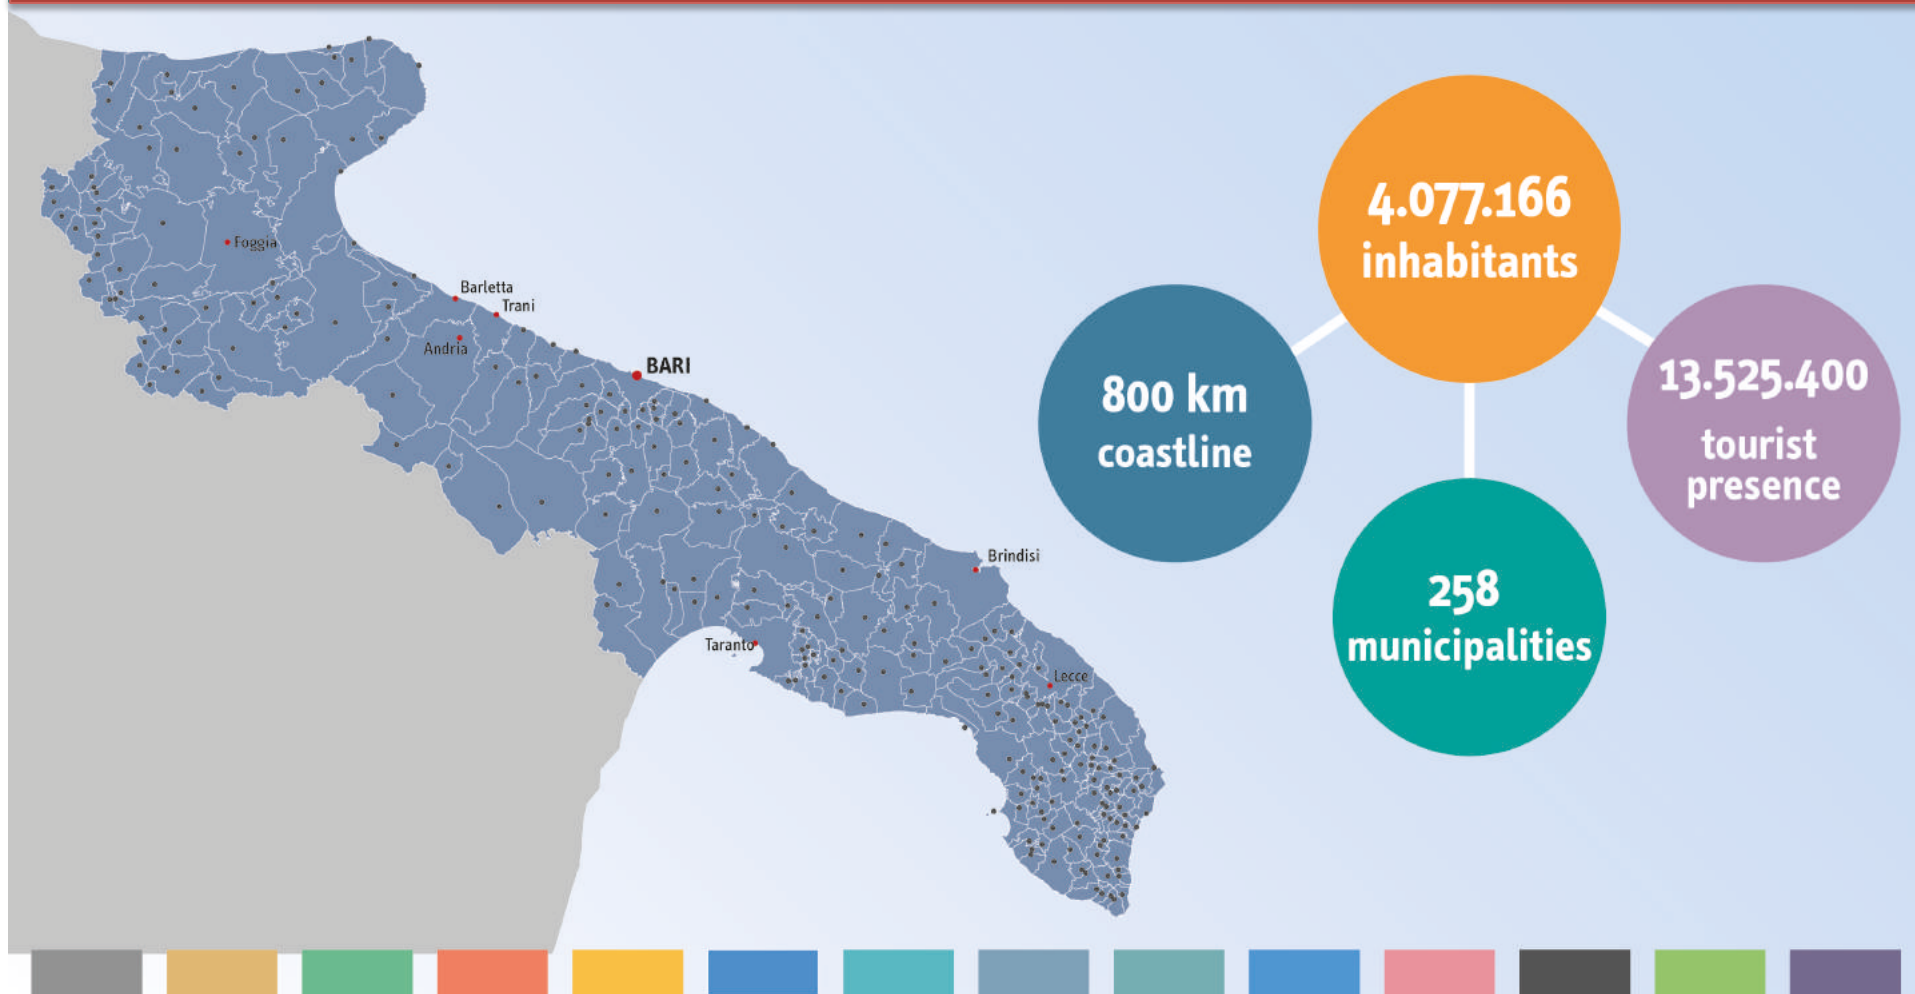 Foggia
Barletta
Trani
Andria
BARI
Brindisi
Taranto
Lecce
4.077.166
inhabitants
800 km
coastline
13.525.400
tourist
presence
258
municipalities